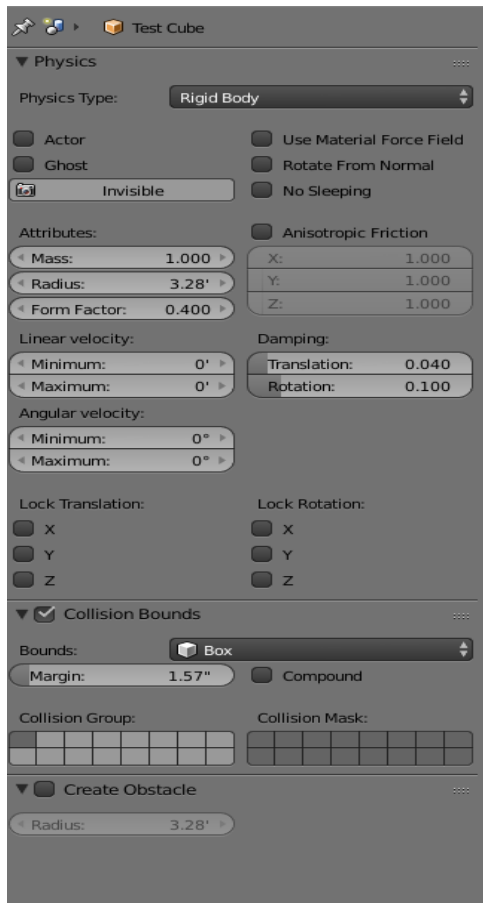 Test Cube
Physics
Physics Type: Rigid Body
Actor Use Material Force Field
Ghost Rotate From Normal
Invisible No Sleeping
Attributes: Anisotropic Friction
Mass: 1.000 X: 1.000
Radius: 3.28' Y: 1.000
Form Factor: 0.400 Z: 1.000
Linear velocity: Damping:
Minimum: 0' Translation: 0.040
Maximum: 0' Rotation: 0.100
Angular velocity:
Minimum: 0°
Maximum: 0°
Lock Translation: Lock Rotation:
X X
Y Y
Z Z
Collision Bounds
Bounds: Box
Margin: 1.57" Compound
Collision Group: Collision Mask:
Create Obstacle
Radius: 3.28'